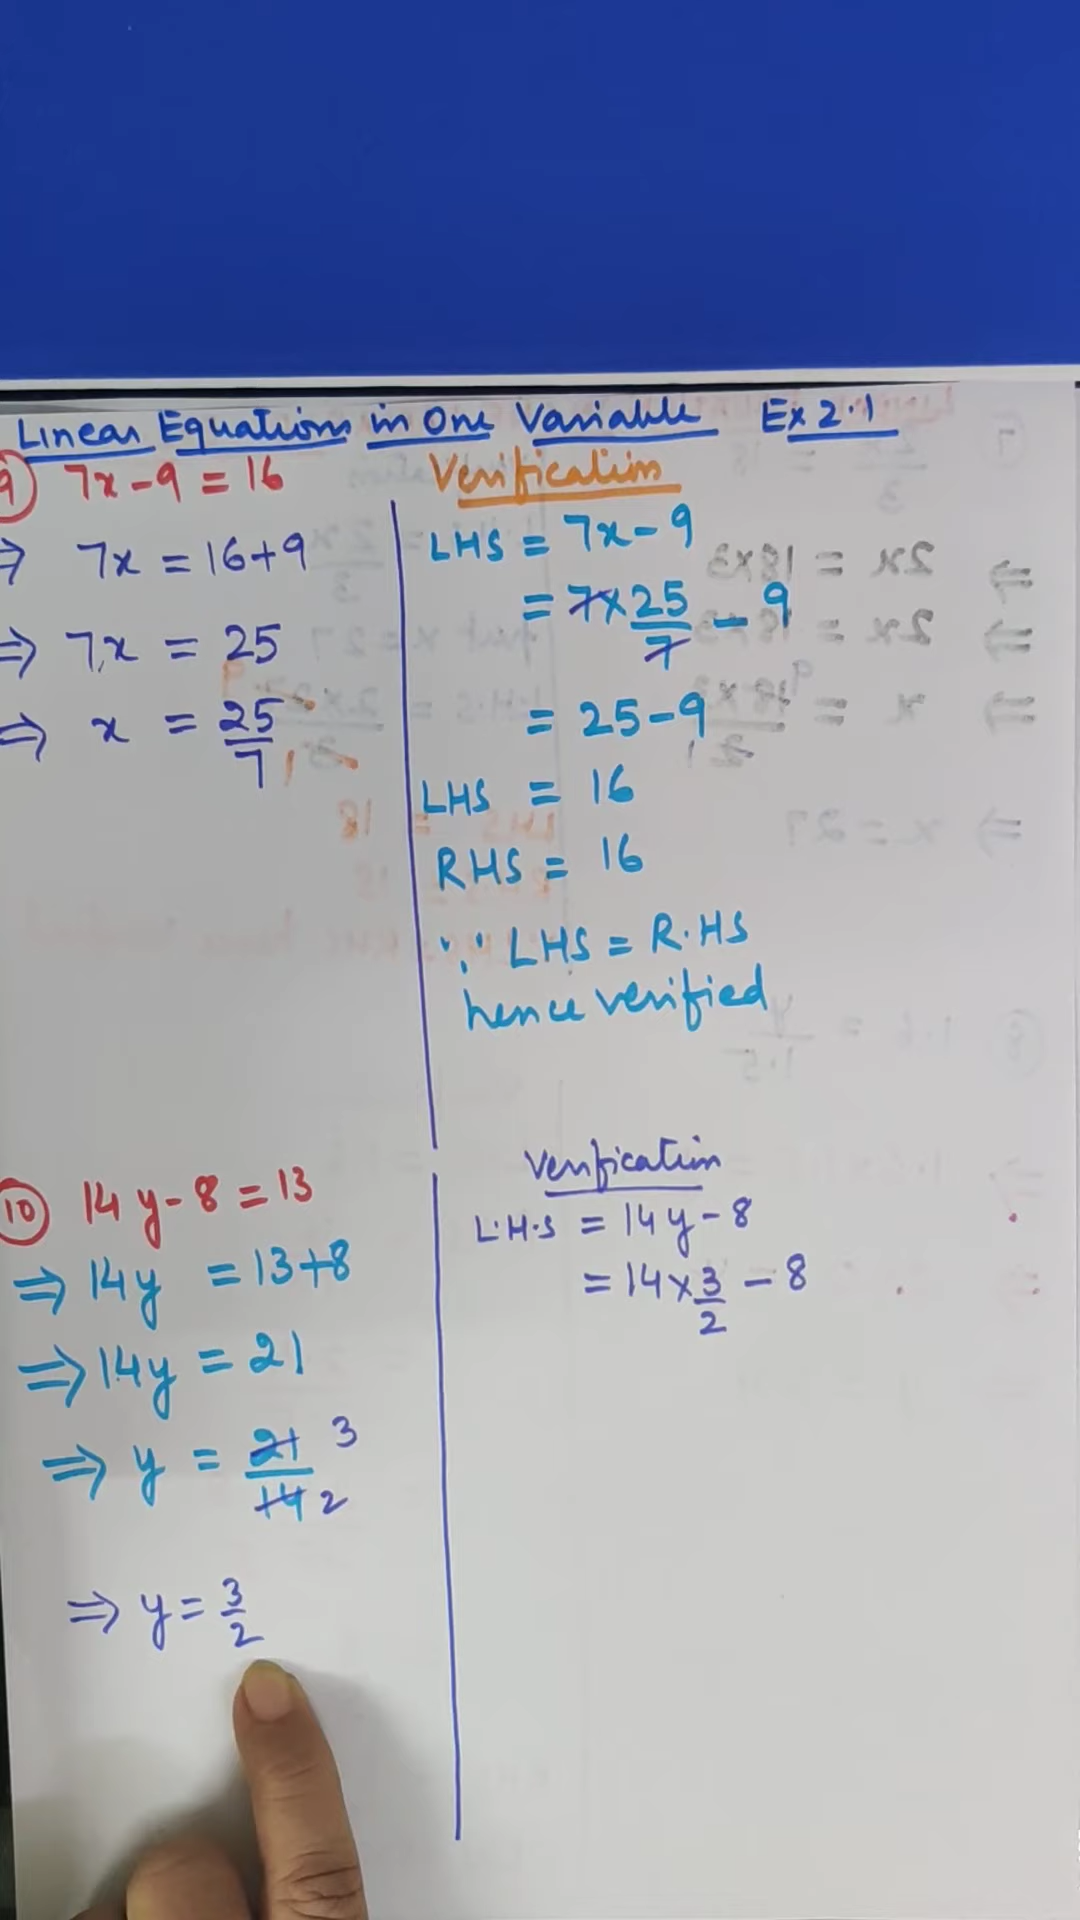 Linear Equations in One Variable Ex 2.1
9) 7x - 9 = 16
⇒ 7x = 16+9
⇒ 7x = 25
⇒ x = 25/7
Verification
LHS = 7x - 9
= 7×25/7 - 9
= 25-9
LHS = 16
RHS = 16
∵ LHS = R.HS
hence verified
10 14y - 8 = 13
⇒ 14y = 13+8
⇒ 14y = 21
⇒ y = 21/14 3 2
⇒ y = 3/2
Verification
L.H.S = 14y - 8
= 14 × 3/2 - 8